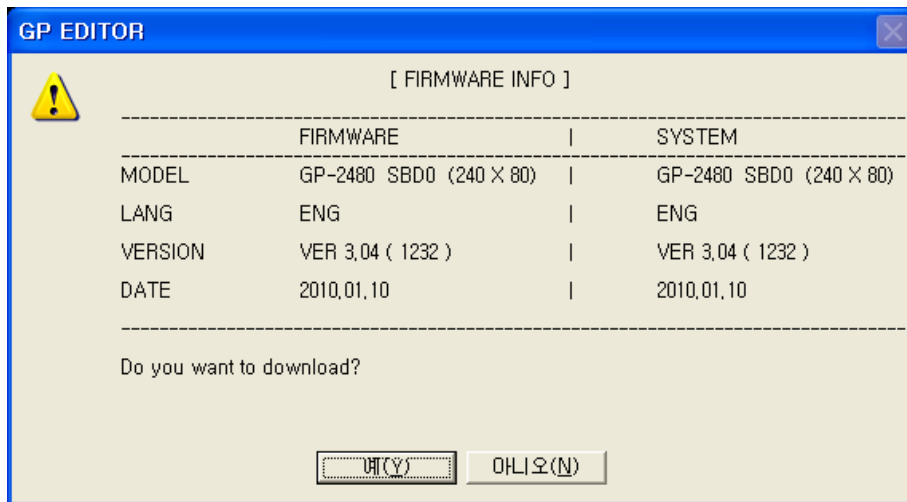 GP EDITOR
[ FIRMWARE INFO ]
FIRMWARE | SYSTEM
MODEL GP-2480 SBD0 (240 X 80) | GP-2480 SBD0 (240 X 80)
LANG ENG | ENG
VERSION VER 3,04 ( 1232 ) | VER 3,04 ( 1232 )
DATE 2010,01,10 | 2010,01,10
Do you want to download?
예(Y) 아니오(N)